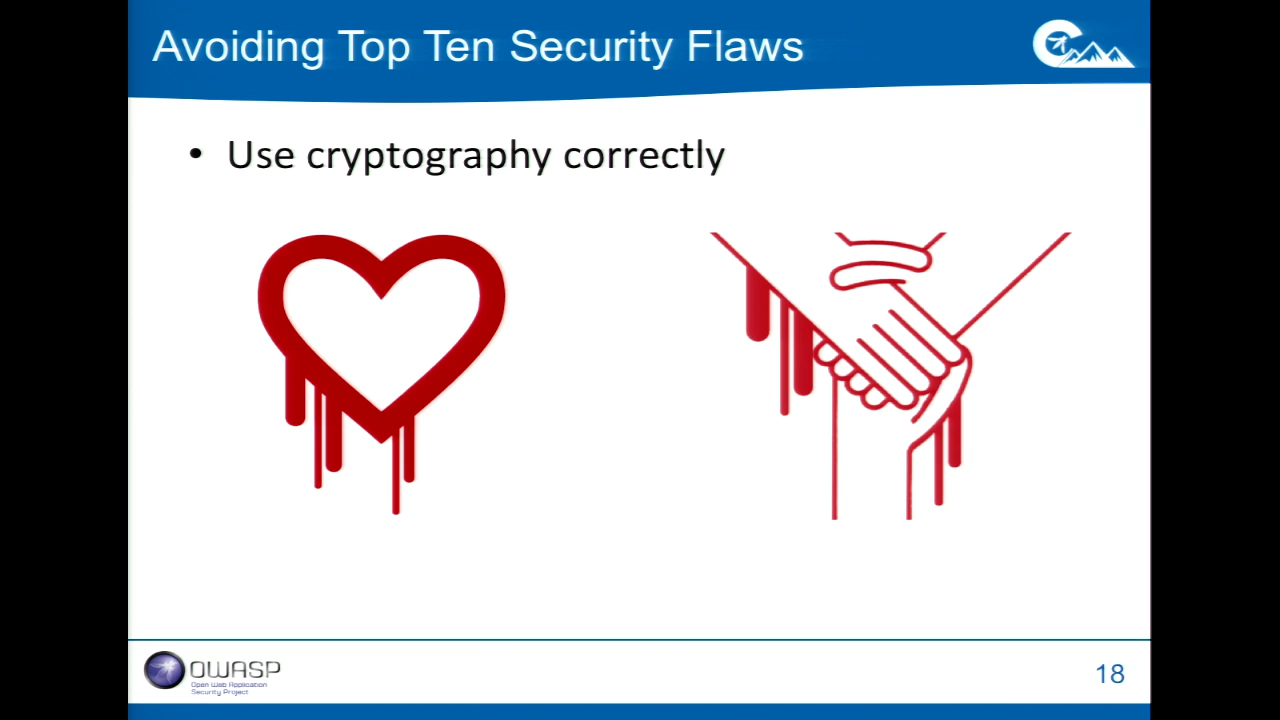 Avoiding Top Ten Security Flaws
• Use cryptography correctly
OWASP
Open Web Application
Security Project
18